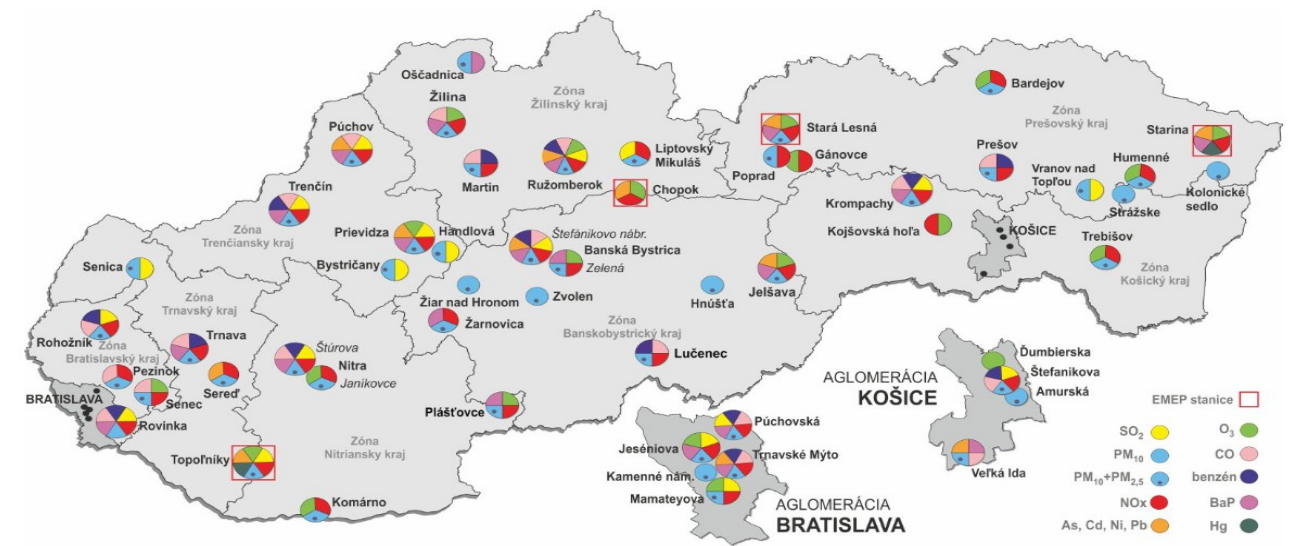 Oščadnica
Zóna
Žilinský kraj
Žilina
Púchov
Martin
Ružomberok
Liptovský
Mikuláš
Chopok
Stará Lesná
Gánovce
Poprad
Bardejov
Zóna
Prešovský kraj
Starina
Prešov
Vranov nad
Topľou
Humenné
Strážske
Kolonické
sedlo
Krompachy
Kojšovská hoľa
KOŠICE
Trebišov
Zóna
Košický kraj
Trenčín
Zóna
Trenčiansky kraj
Prievidza
Handlová
Bystričany
Štefánikovo nábr.
Banská Bystrica
Zelená
Senica
Zóna
Trnavský kraj
Žiar nad Hronom
Zvolen
Žarnovica
Hnúšťa
Jelšava
Zóna
Banskobystrický kraj
Lučenec
Rohožník
Zóna
Bratislavský kraj
Trnava
Pezinok
Sereď
Senec
BRATISLAVA
Rovinka
Štúrova
Nitra
Janíkovce
Plášťovce
Zóna
Nitriansky kraj
Topoľníky
Komárno
Púchovská
Jeséniova
Trnavské Mýto
Kamenné nám.
Mamateyova
AGLOMERÁCIA
BRATISLAVA
AGLOMERÁCIA
KOŠICE
Ďumbierska
Štefánikova
Amurská
Veľká Ida
EMEP stanice
SO2
O3
PM10
CO
PM10+PM2,5
benzén
NOx
BaP
As, Cd, Ni, Pb
Hg